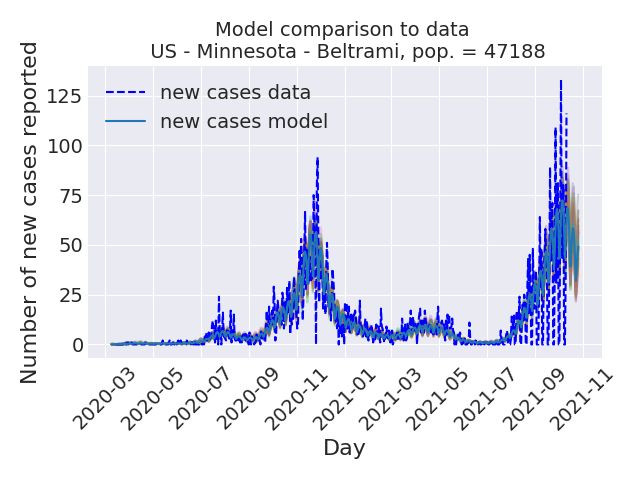 Model comparison to data
US - Minnesota - Beltrami, pop. = 47188
Number of new cases reported
125
100
75
50
25
0
new cases data
new cases model
2020-03
2020-05
2020-07
2020-09
2020-11
2021-01
2021-03
2021-05
2021-07
2021-09
2021-11
Day